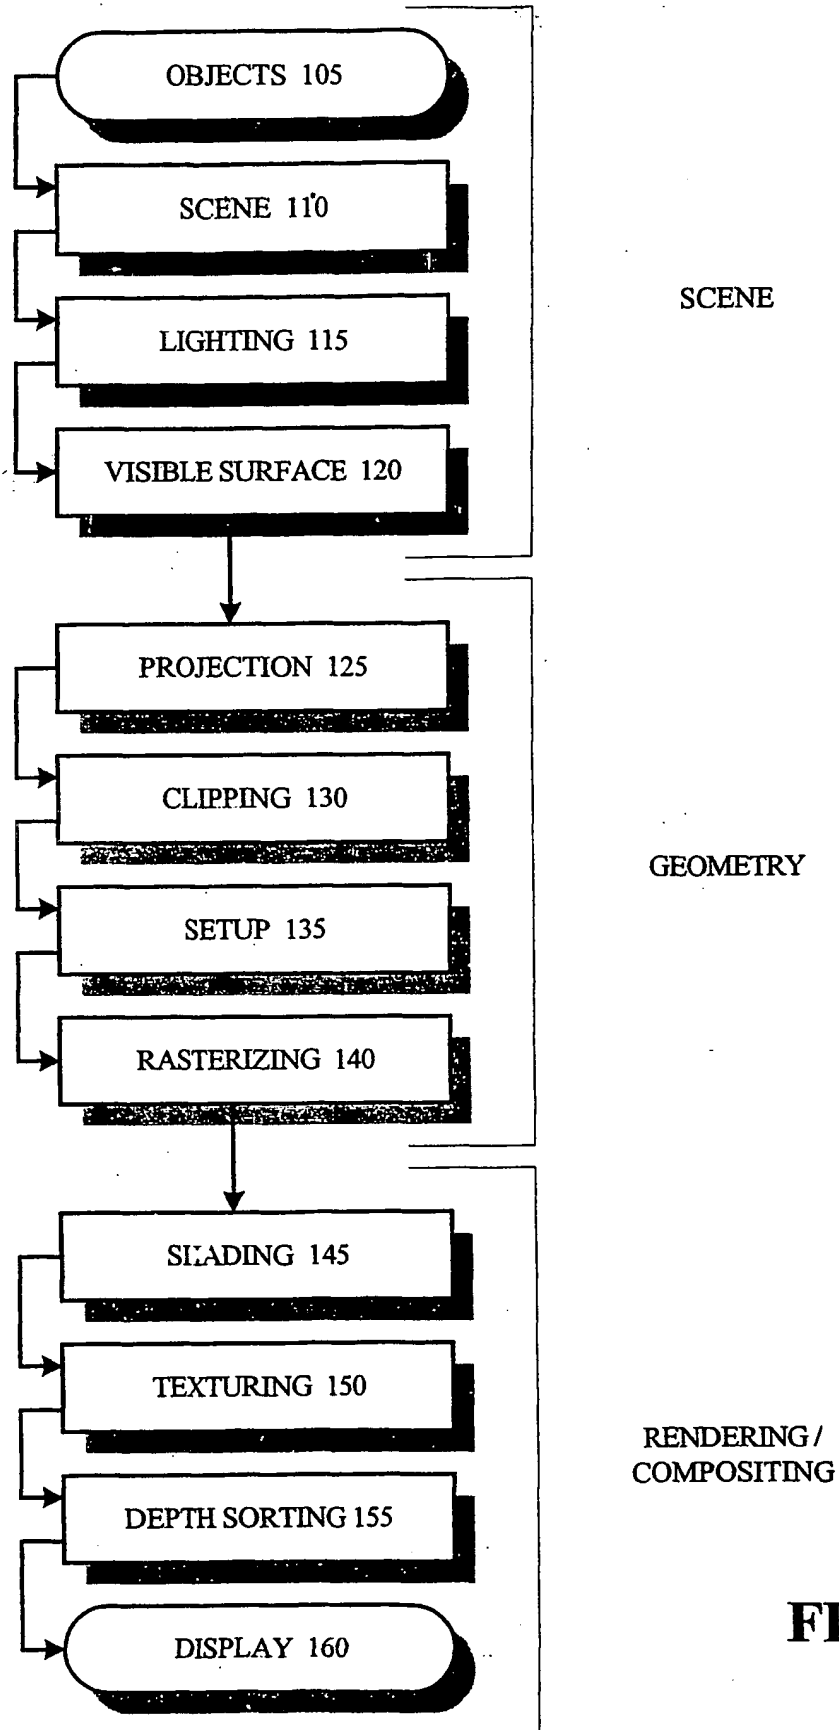 OBJECTS 105
SCENE 110
LIGHTING 115
VISIBLE SURFACE 120
SCENE
PROJECTION 125
CLIPPING 130
SETUP 135
RASTERIZING 140
GEOMETRY
SHADING 145
TEXTURING 150
DEPTH SORTING 155
DISPLAY 160
RENDERING /
COMPOSITING